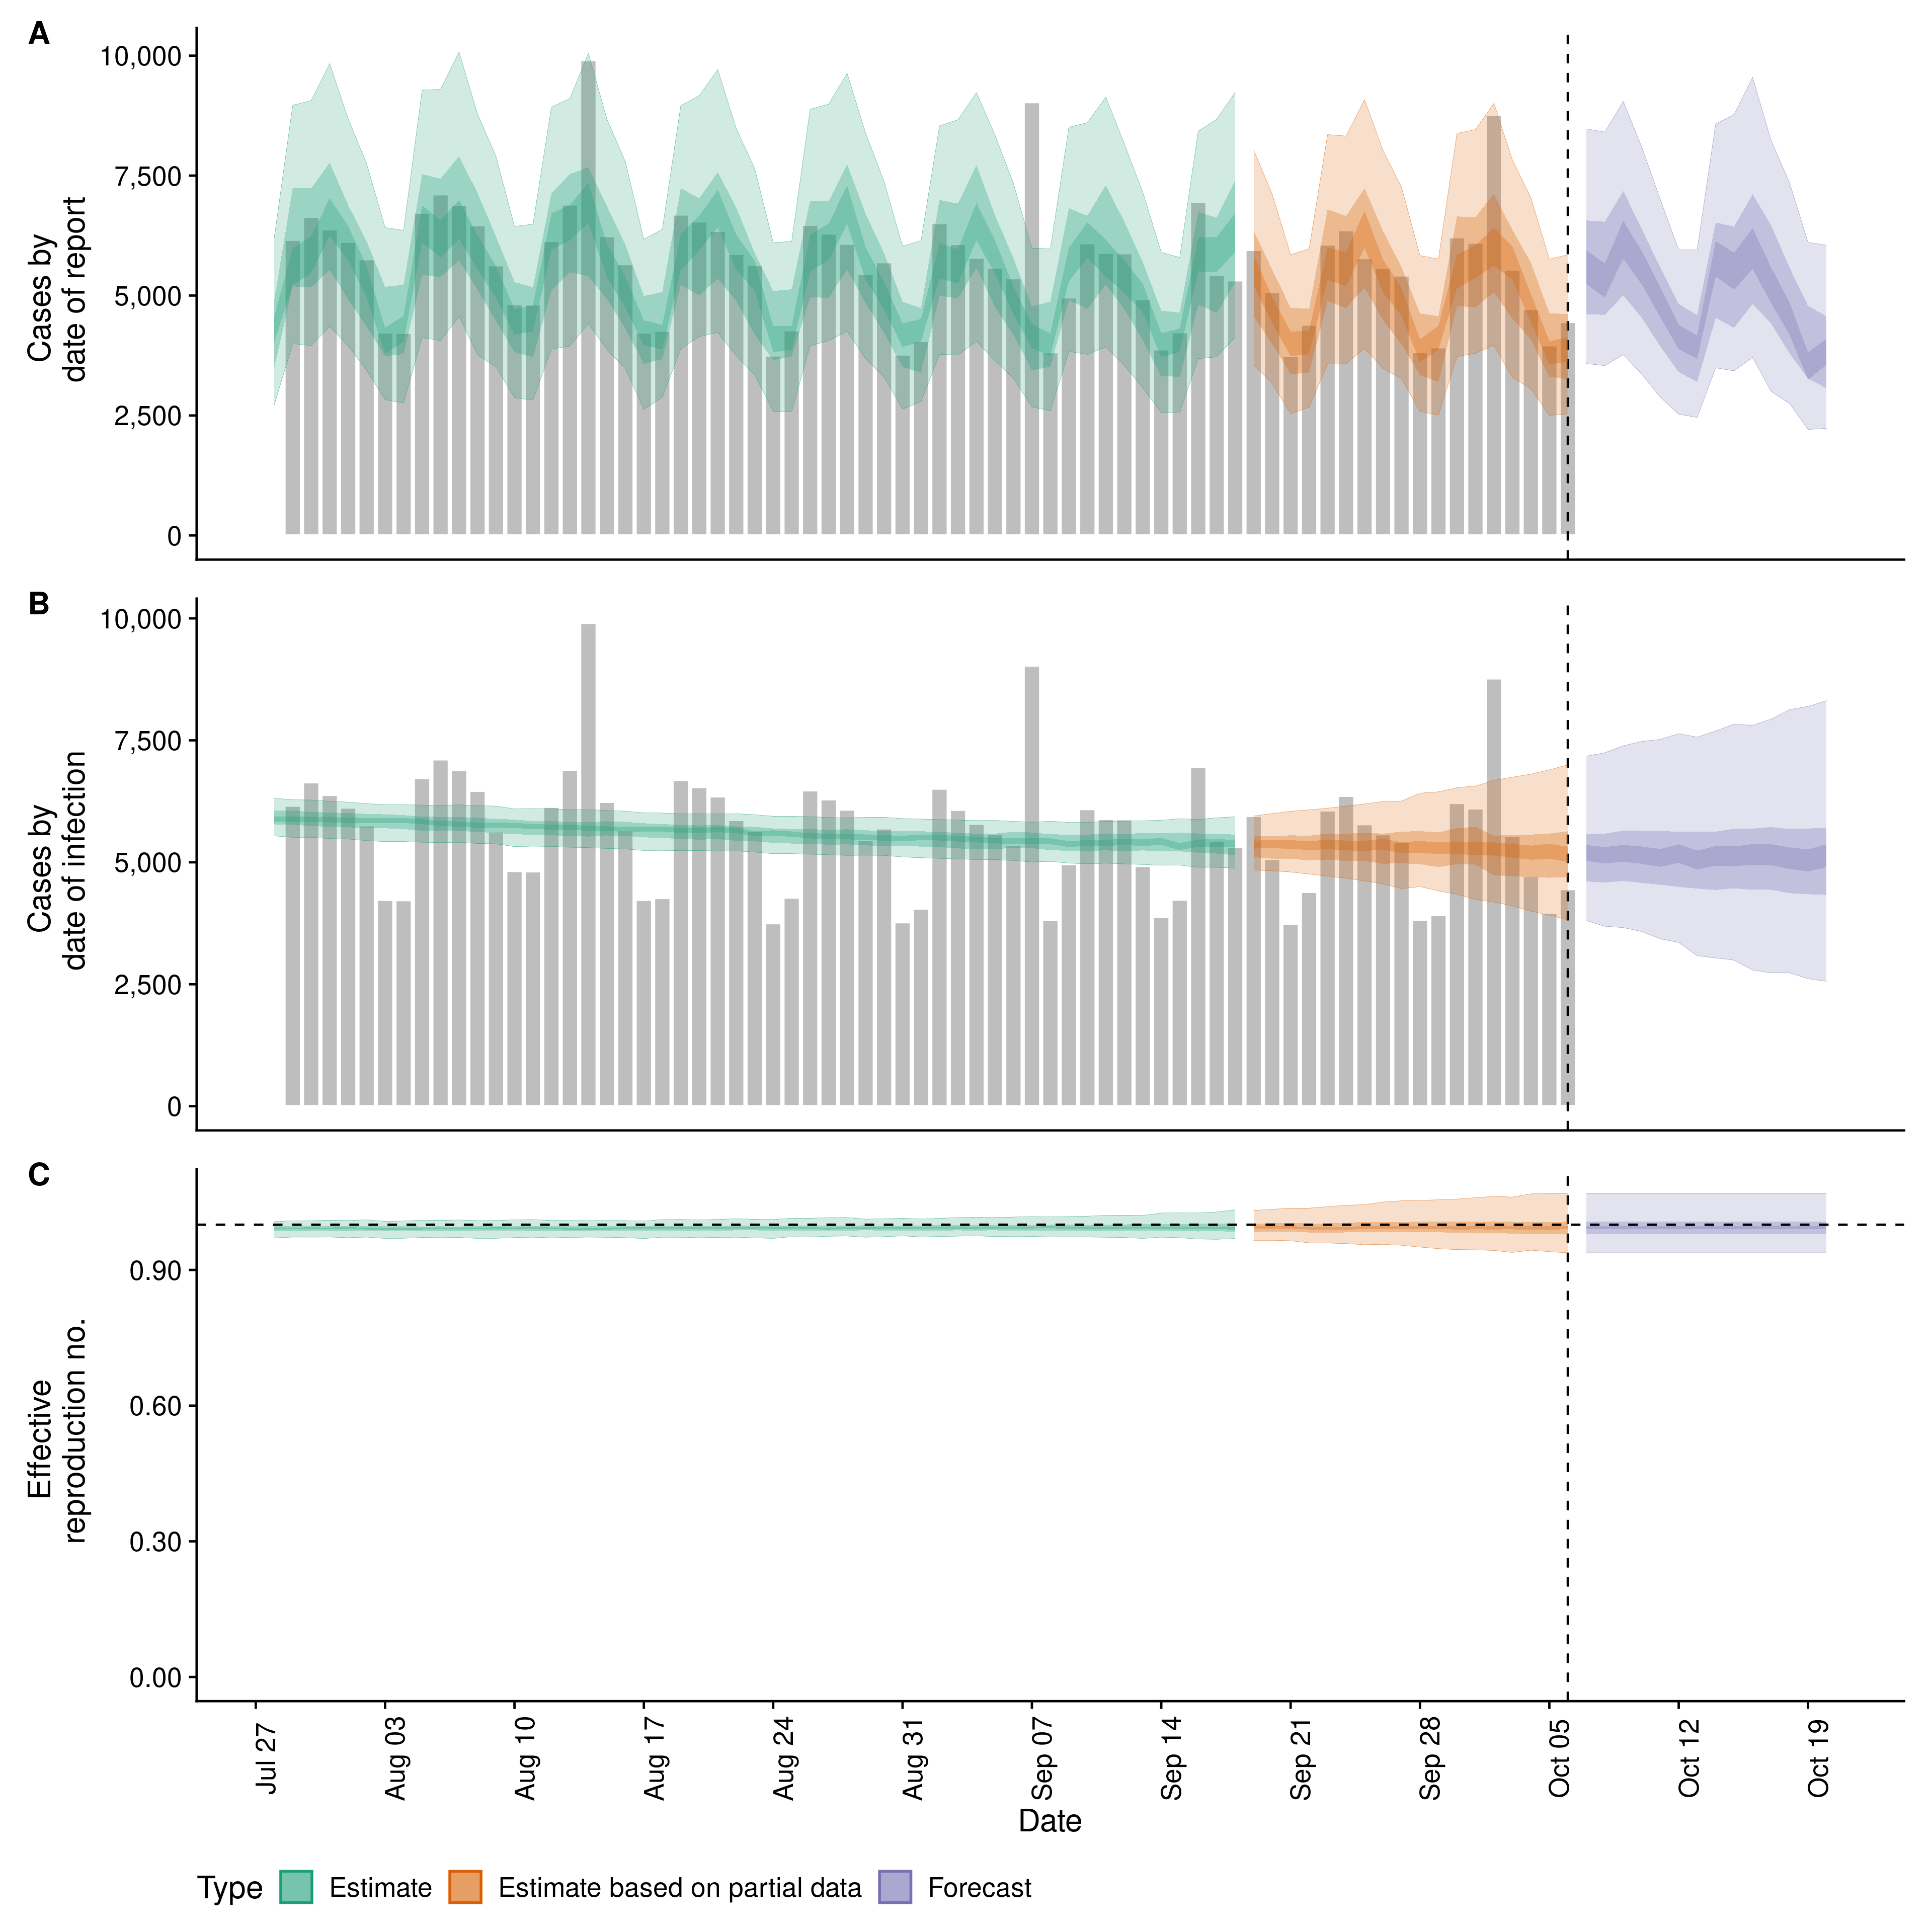 A
Cases by
date of report
10,000
7,500
5,000
2,500
0
B
Cases by
date of infection
10,000
7,500
5,000
2,500
0
C
Effective
reproduction no.
0.90
0.60
0.30
0.00
Jul 27
Aug 03
Aug 10
Aug 17
Aug 24
Aug 31
Sep 07
Sep 14
Sep 21
Sep 28
Oct 05
Oct 12
Oct 19
Date
Type
Estimate
Estimate based on partial data
Forecast